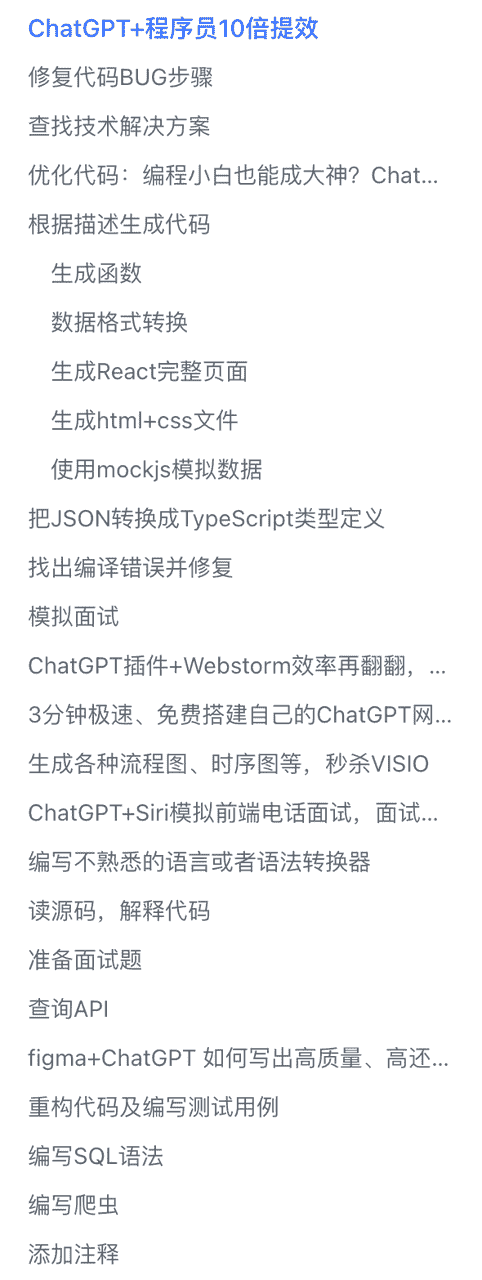 ChatGPT+程序员10倍提效
修复代码BUG步骤
查找技术解决方案
优化代码：编程小白也能成大神？Chat...
根据描述生成代码
生成函数
数据格式转换
生成React完整页面
生成html+css文件
使用mockjs模拟数据
把JSON转换成TypeScript类型定义
找出编译错误并修复
模拟面试
ChatGPT插件+Webstorm效率再翻翻，...
3分钟极速、免费搭建自己的ChatGPT网...
生成各种流程图、时序图等，秒杀VISIO
ChatGPT+Siri模拟前端电话面试，面试...
编写不熟悉的语言或者语法转换器
读源码，解释代码
准备面试题
查询API
figma+ChatGPT 如何写出高质量、高还...
重构代码及编写测试用例
编写SQL语法
编写爬虫
添加注释